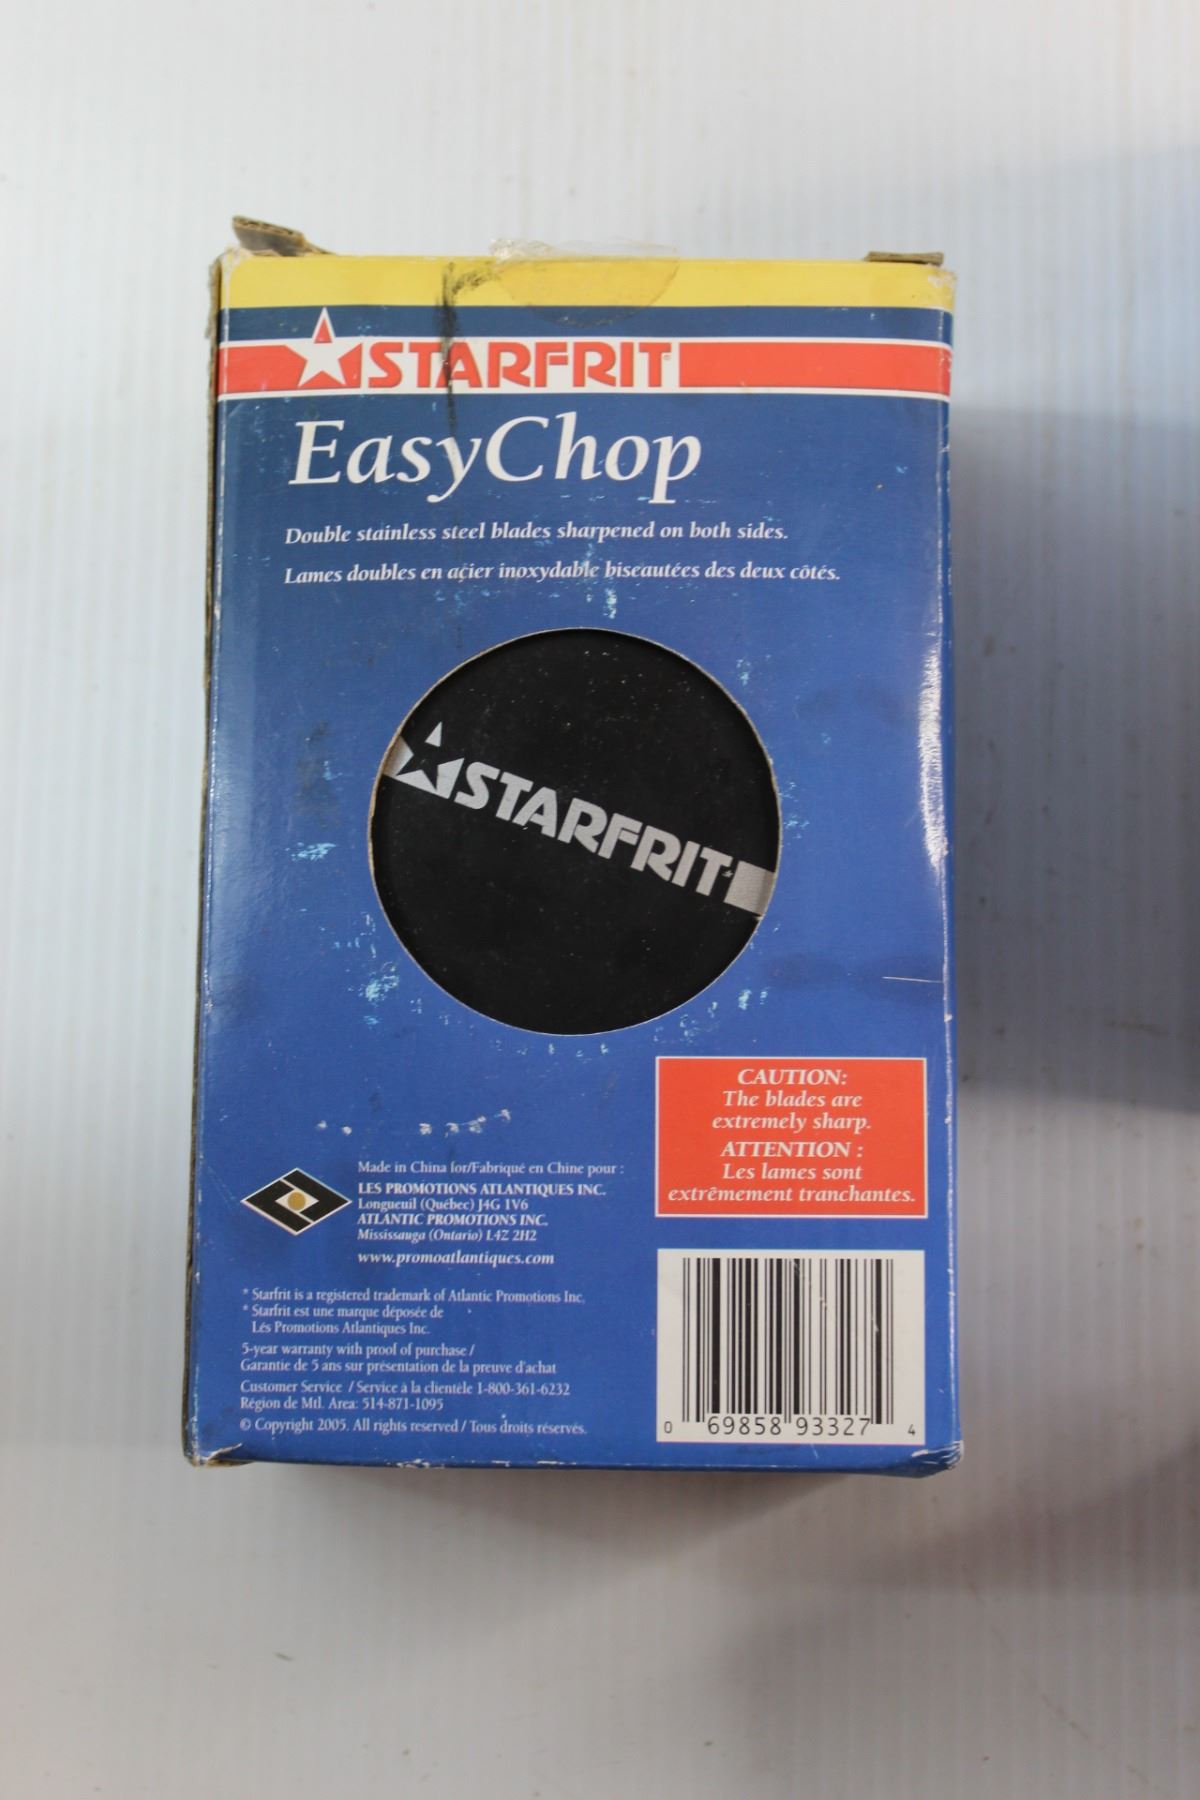 STARFRIT
EasyChop
Double stainless steel blades sharpened on both sides.
Lames doubles en acier inoxydable biseautées des deux côtés.
STARFRIT
CAUTION:
The blades are
extremely sharp.
ATTENTION :
Les lames sont
extrêmement tranchantes.
Made in China for/Fabriqué en Chine pour :
LES PROMOTIONS ATLANTIQUES INC.
Longueuil (Québec) J4G 1V6
ATLANTIC PROMOTIONS INC.
Mississauga (Ontario) L4Z 2H2
www.promoatlantiques.com
* Starfrit is a registered trademark of Atlantic Promotions Inc.
* Starfrit est une marque déposée de
Lés Promotions Atlantiques Inc.
5-year warranty with proof of purchase /
Garantie de 5 ans sur présentation de la preuve d'achat
Customer Service / Service à la clientèle 1-800-361-6232
Région de Mtl. Area: 514-871-1095
© Copyright 2005. All rights reserved / Tous droits réservés.
0 69858 93327 4